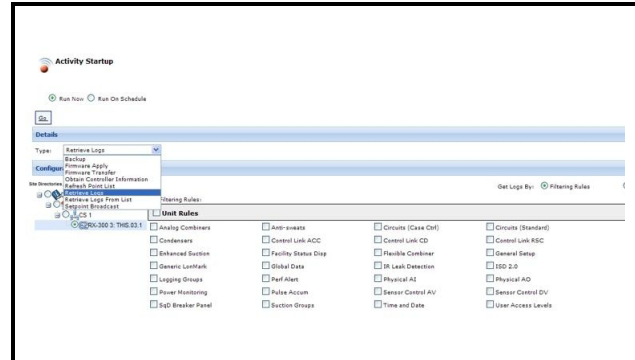 Activity Startup
Run Now Run On Schedule
Go
Details
Type: Retrieve Logs
Backup
Firmware Apply
Firmware Transfer
Obtain Controller Information
Refresh Point List
Retrieve Logs
Retrieve Logs From List
Setpoint Broadcast
Configur
Site Directories
Get Logs By: Filtering Rules
iltering Rules:
Unit Rules
CS 1
RX-300 3: THIS.03.1
Analog Combiners Anti-sweats Circuits (Case Ctrl) Circuits (Standard)
Condensers Control Link ACC Control Link CD Control Link RSC
Enhanced Suction Facility Status Disp Flexible Combiner General Setup
Generic LonMark Global Data IR Leak Detection ISD 2.0
Logging Groups Perf Alert Physical AI Physical AO
Power Monitoring Pulse Accum Sensor Control AV Sensor Control DV
SqD Breaker Panel Suction Groups Time and Date User Access Levels